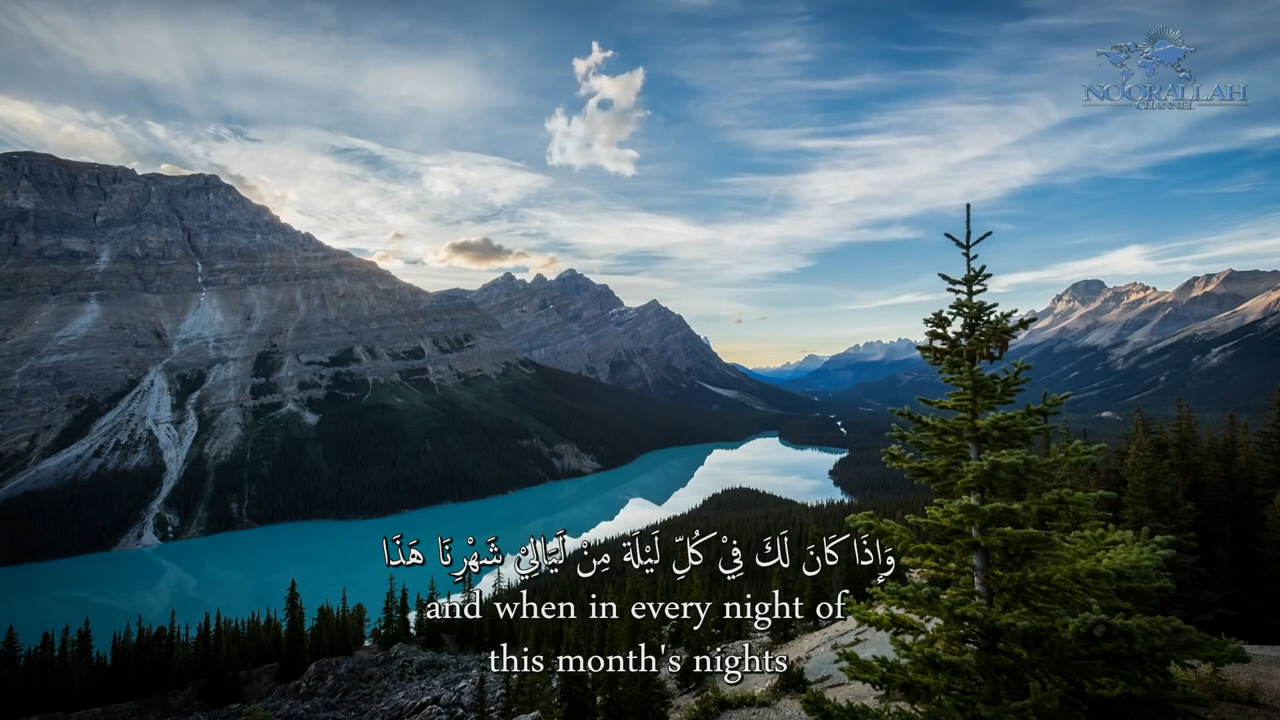 NOORALLAH
CHANNEL
وَإِذَا كَانَ لَكَ فِيْ كُلِّ لَيْلَة مِنْ لَيَالِيْ شَهْرِنَا هَذَا
and when in every night of
this month's nights